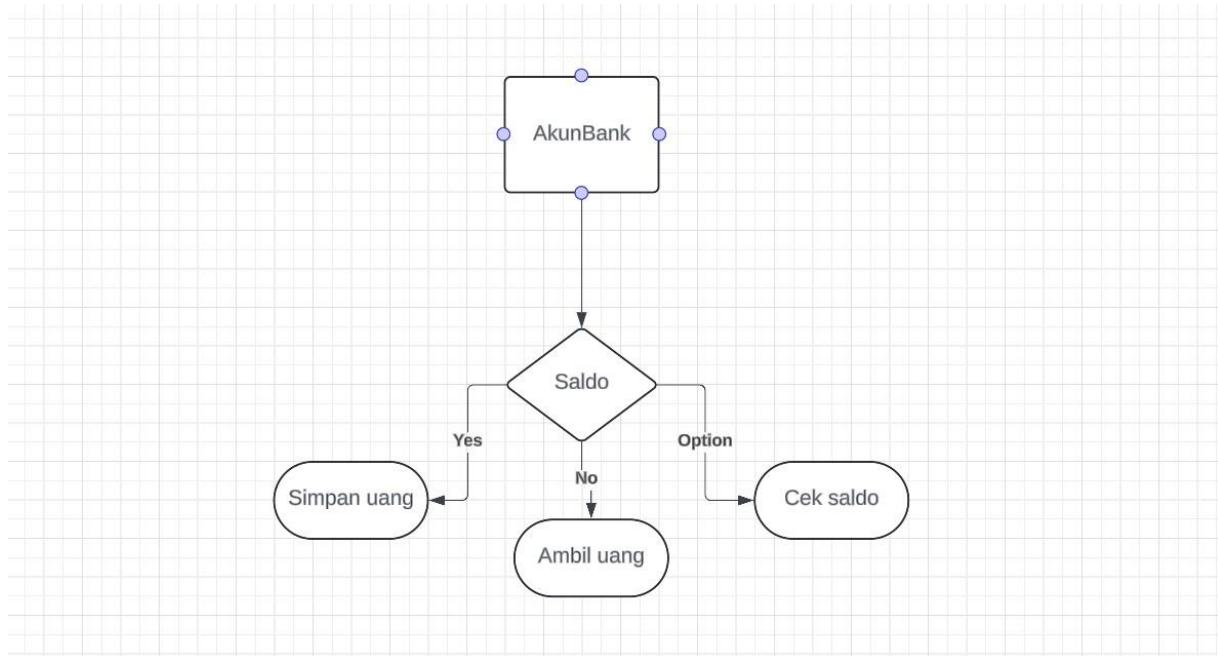 AkunBank
Saldo
Yes
Option
No
Simpan uang
Cek saldo
Ambil uang